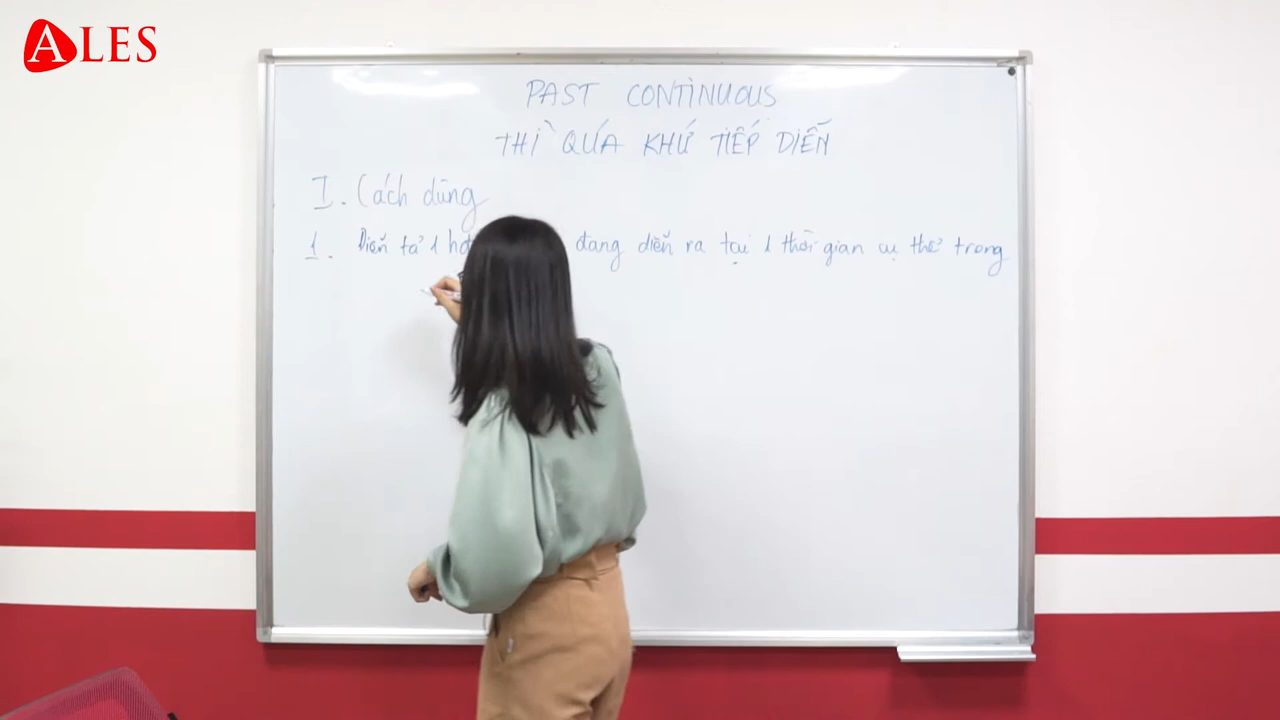 ALES
PAST CONTINUOUS
THÌ QÚA KHỨ TIẾP DIỄN
I. Cách dùng
1. Diễn tả 1 đang diễn ra tại 1 thời gian cụ thể trong